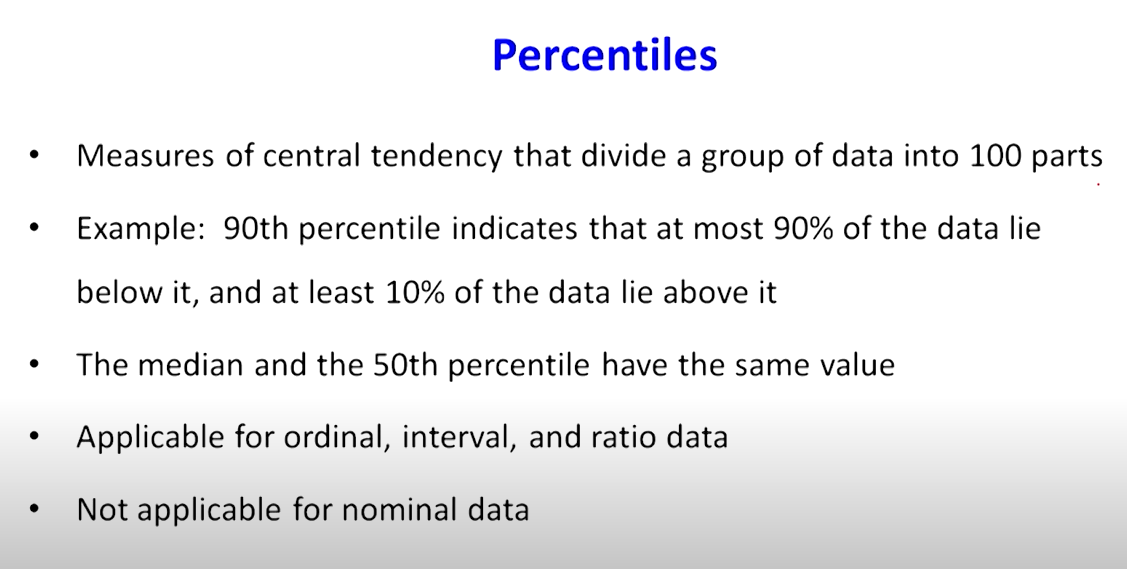 Percentiles
• Measures of central tendency that divide a group of data into 100 parts
• Example: 90th percentile indicates that at most 90% of the data lie
below it, and at least 10% of the data lie above it
• The median and the 50th percentile have the same value
• Applicable for ordinal, interval, and ratio data
• Not applicable for nominal data